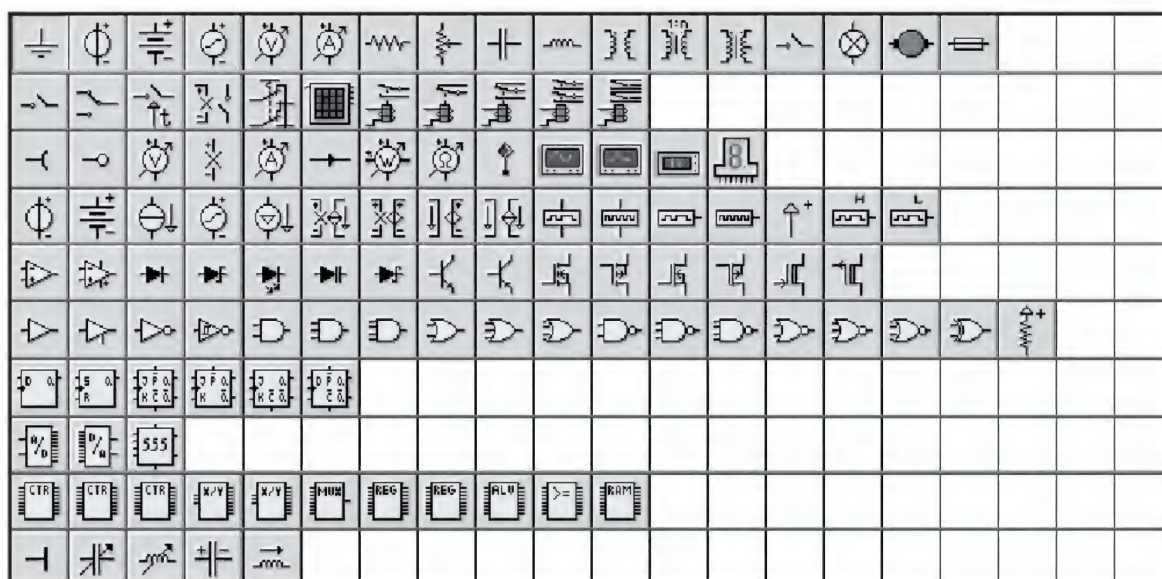 1:n
V A
t
V A W Ω 8
H L
D Q S R Q J P Q K C Q̄ J P Q K Q̄ J Q K C Q̄ D P Q C Q̄
A/D D/A 555
CTR CTR CTR X/Y X/Y MUX REG REG ALU >= RAM